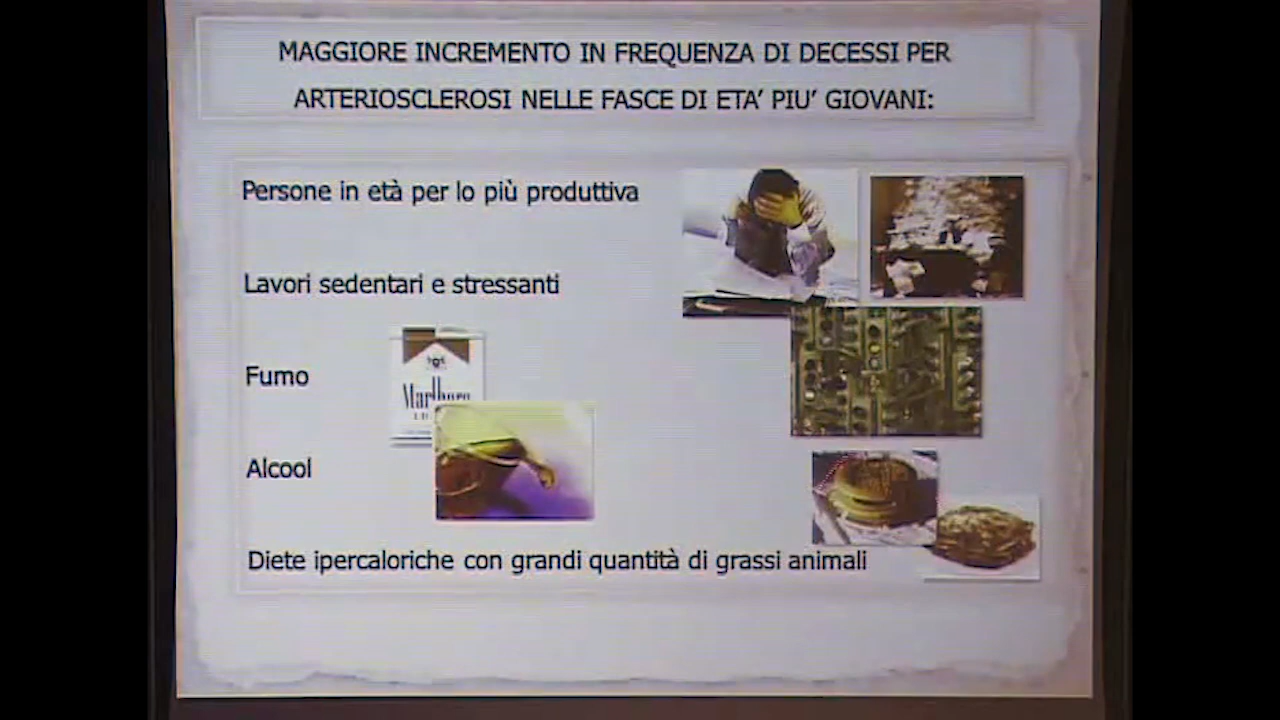 MAGGIORE INCREMENTO IN FREQUENZA DI DECESSI PER
ARTERIOSCLEROSI NELLE FASCE DI ETA' PIU' GIOVANI:
Persone in età per lo più produttiva
Lavori sedentari e stressanti
Fumo
Marlboro
Alcool
Diete ipercaloriche con grandi quantità di grassi animali